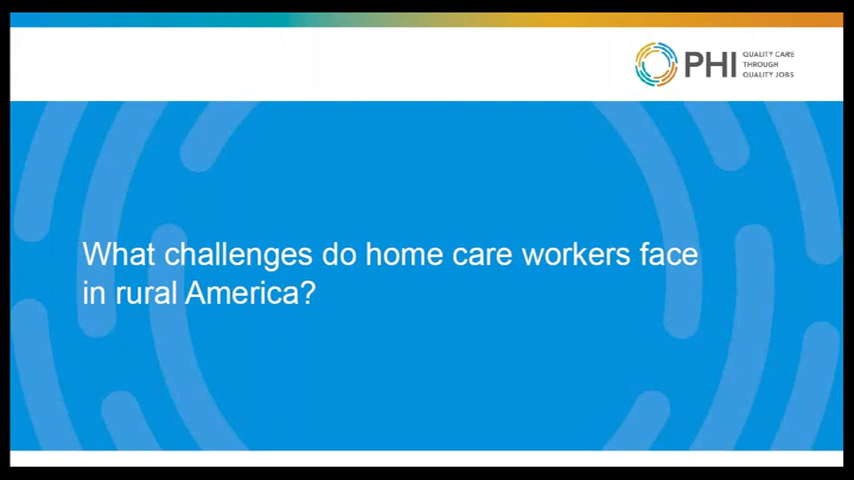 PHI
QUALITY CARE
THROUGH
QUALITY JOBS
What challenges do home care workers face
in rural America?